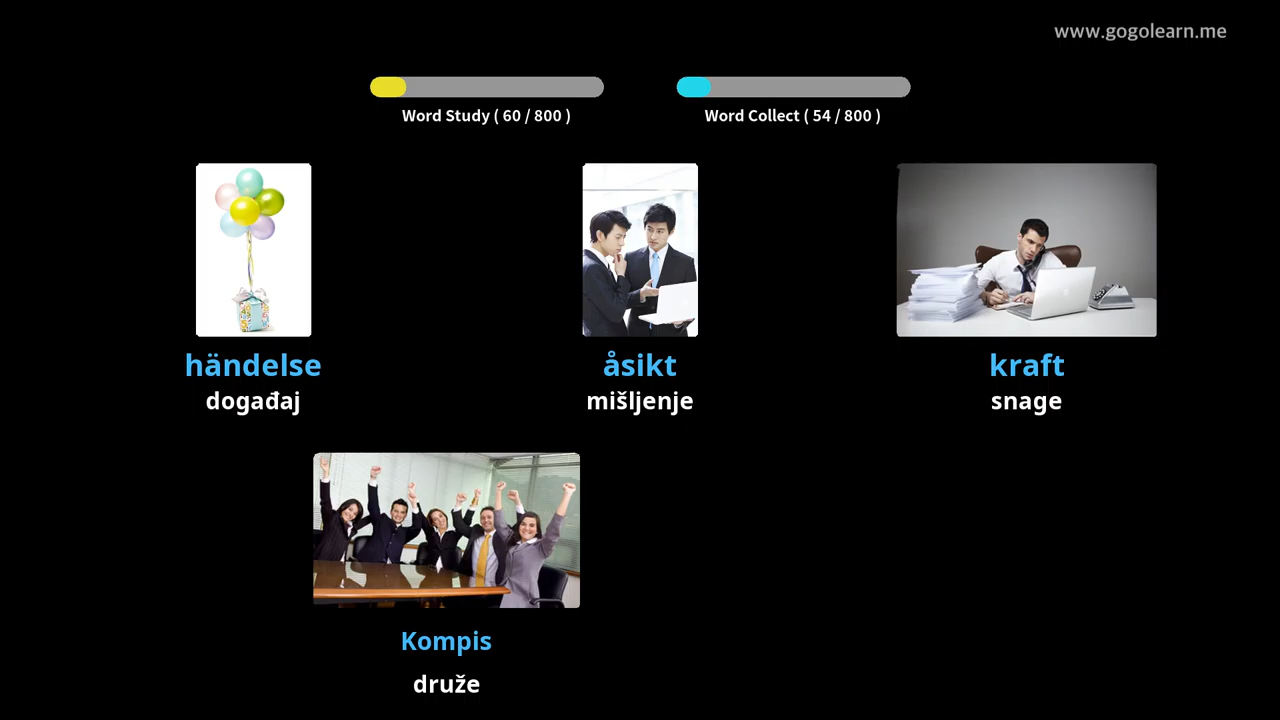 www.gogolearn.me
Word Study ( 60 / 800 )
Word Collect ( 54 / 800 )
händelse
događaj
åsikt
mišljenje
kraft
snage
Kompis
druže